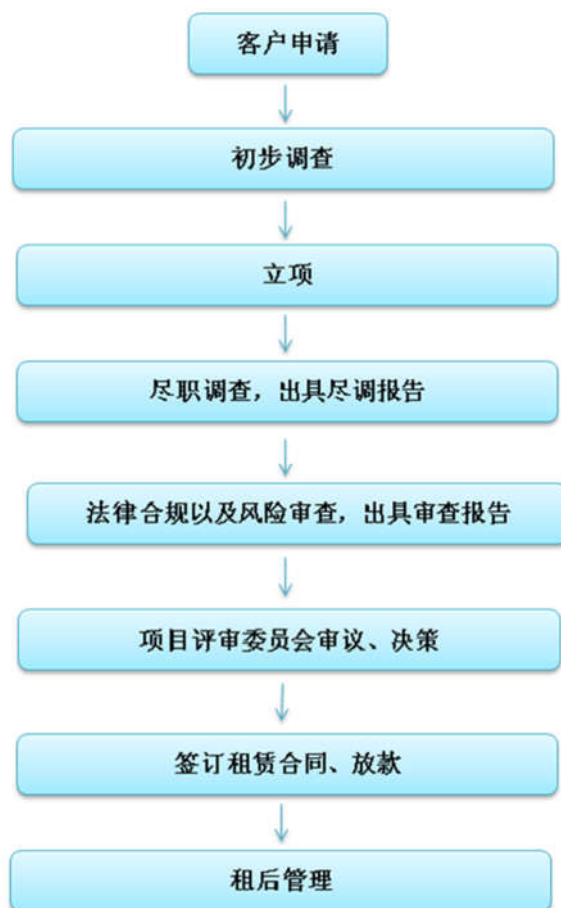 客户申请
初步调查
立项
尽职调查，出具尽调报告
法律合规以及风险审查，出具审查报告
项目评审委员会审议、决策
签订租赁合同、放款
租后管理